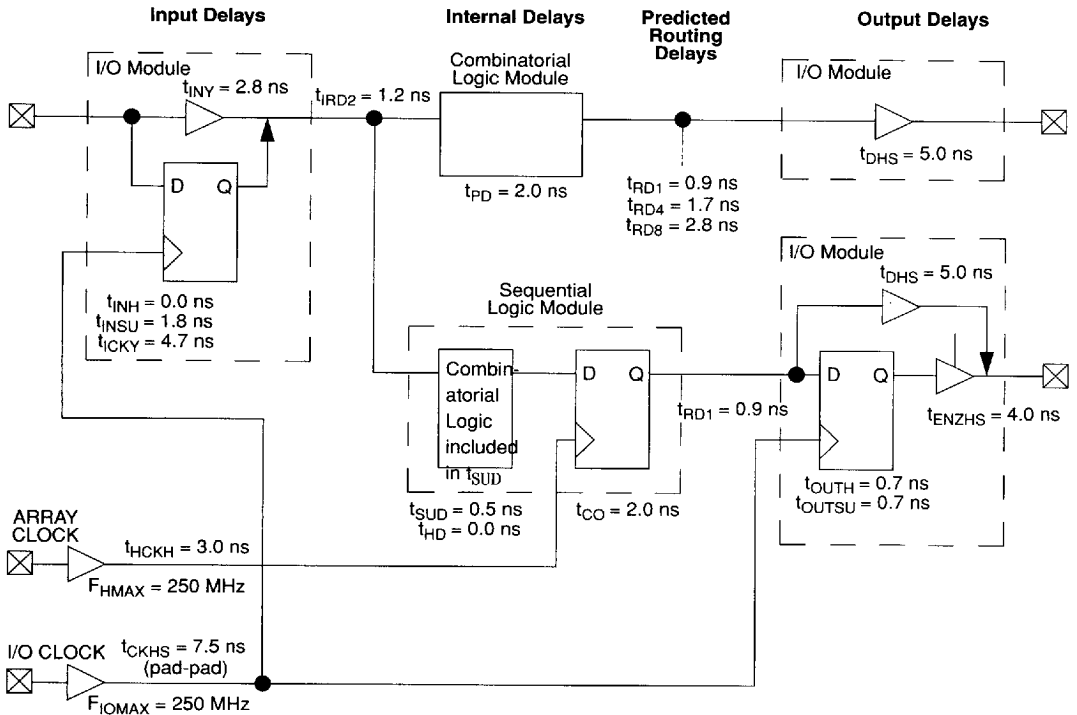 Input Delays
Internal Delays
Predicted
Routing
Delays
Output Delays
I/O Module
tINY = 2.8 ns
tIRD2 = 1.2 ns
D Q
tINH = 0.0 ns
tINSU = 1.8 ns
tICKY = 4.7 ns
Combinatorial
Logic Module
tPD = 2.0 ns
tRD1 = 0.9 ns
tRD4 = 1.7 ns
tRD8 = 2.8 ns
I/O Module
tDHS = 5.0 ns
Sequential
Logic Module
Combin-
atorial
Logic
included
in tSUD
D Q
tSUD = 0.5 ns
tHD = 0.0 ns
tCO = 2.0 ns
tRD1 = 0.9 ns
I/O Module
tDHS = 5.0 ns
D Q
tENZHS = 4.0 ns
tOUTH = 0.7 ns
tOUTSU = 0.7 ns
ARRAY
CLOCK
tHCKH = 3.0 ns
FHMAX = 250 MHz
I/O CLOCK
tCKHS = 7.5 ns
(pad-pad)
FIOMAX = 250 MHz